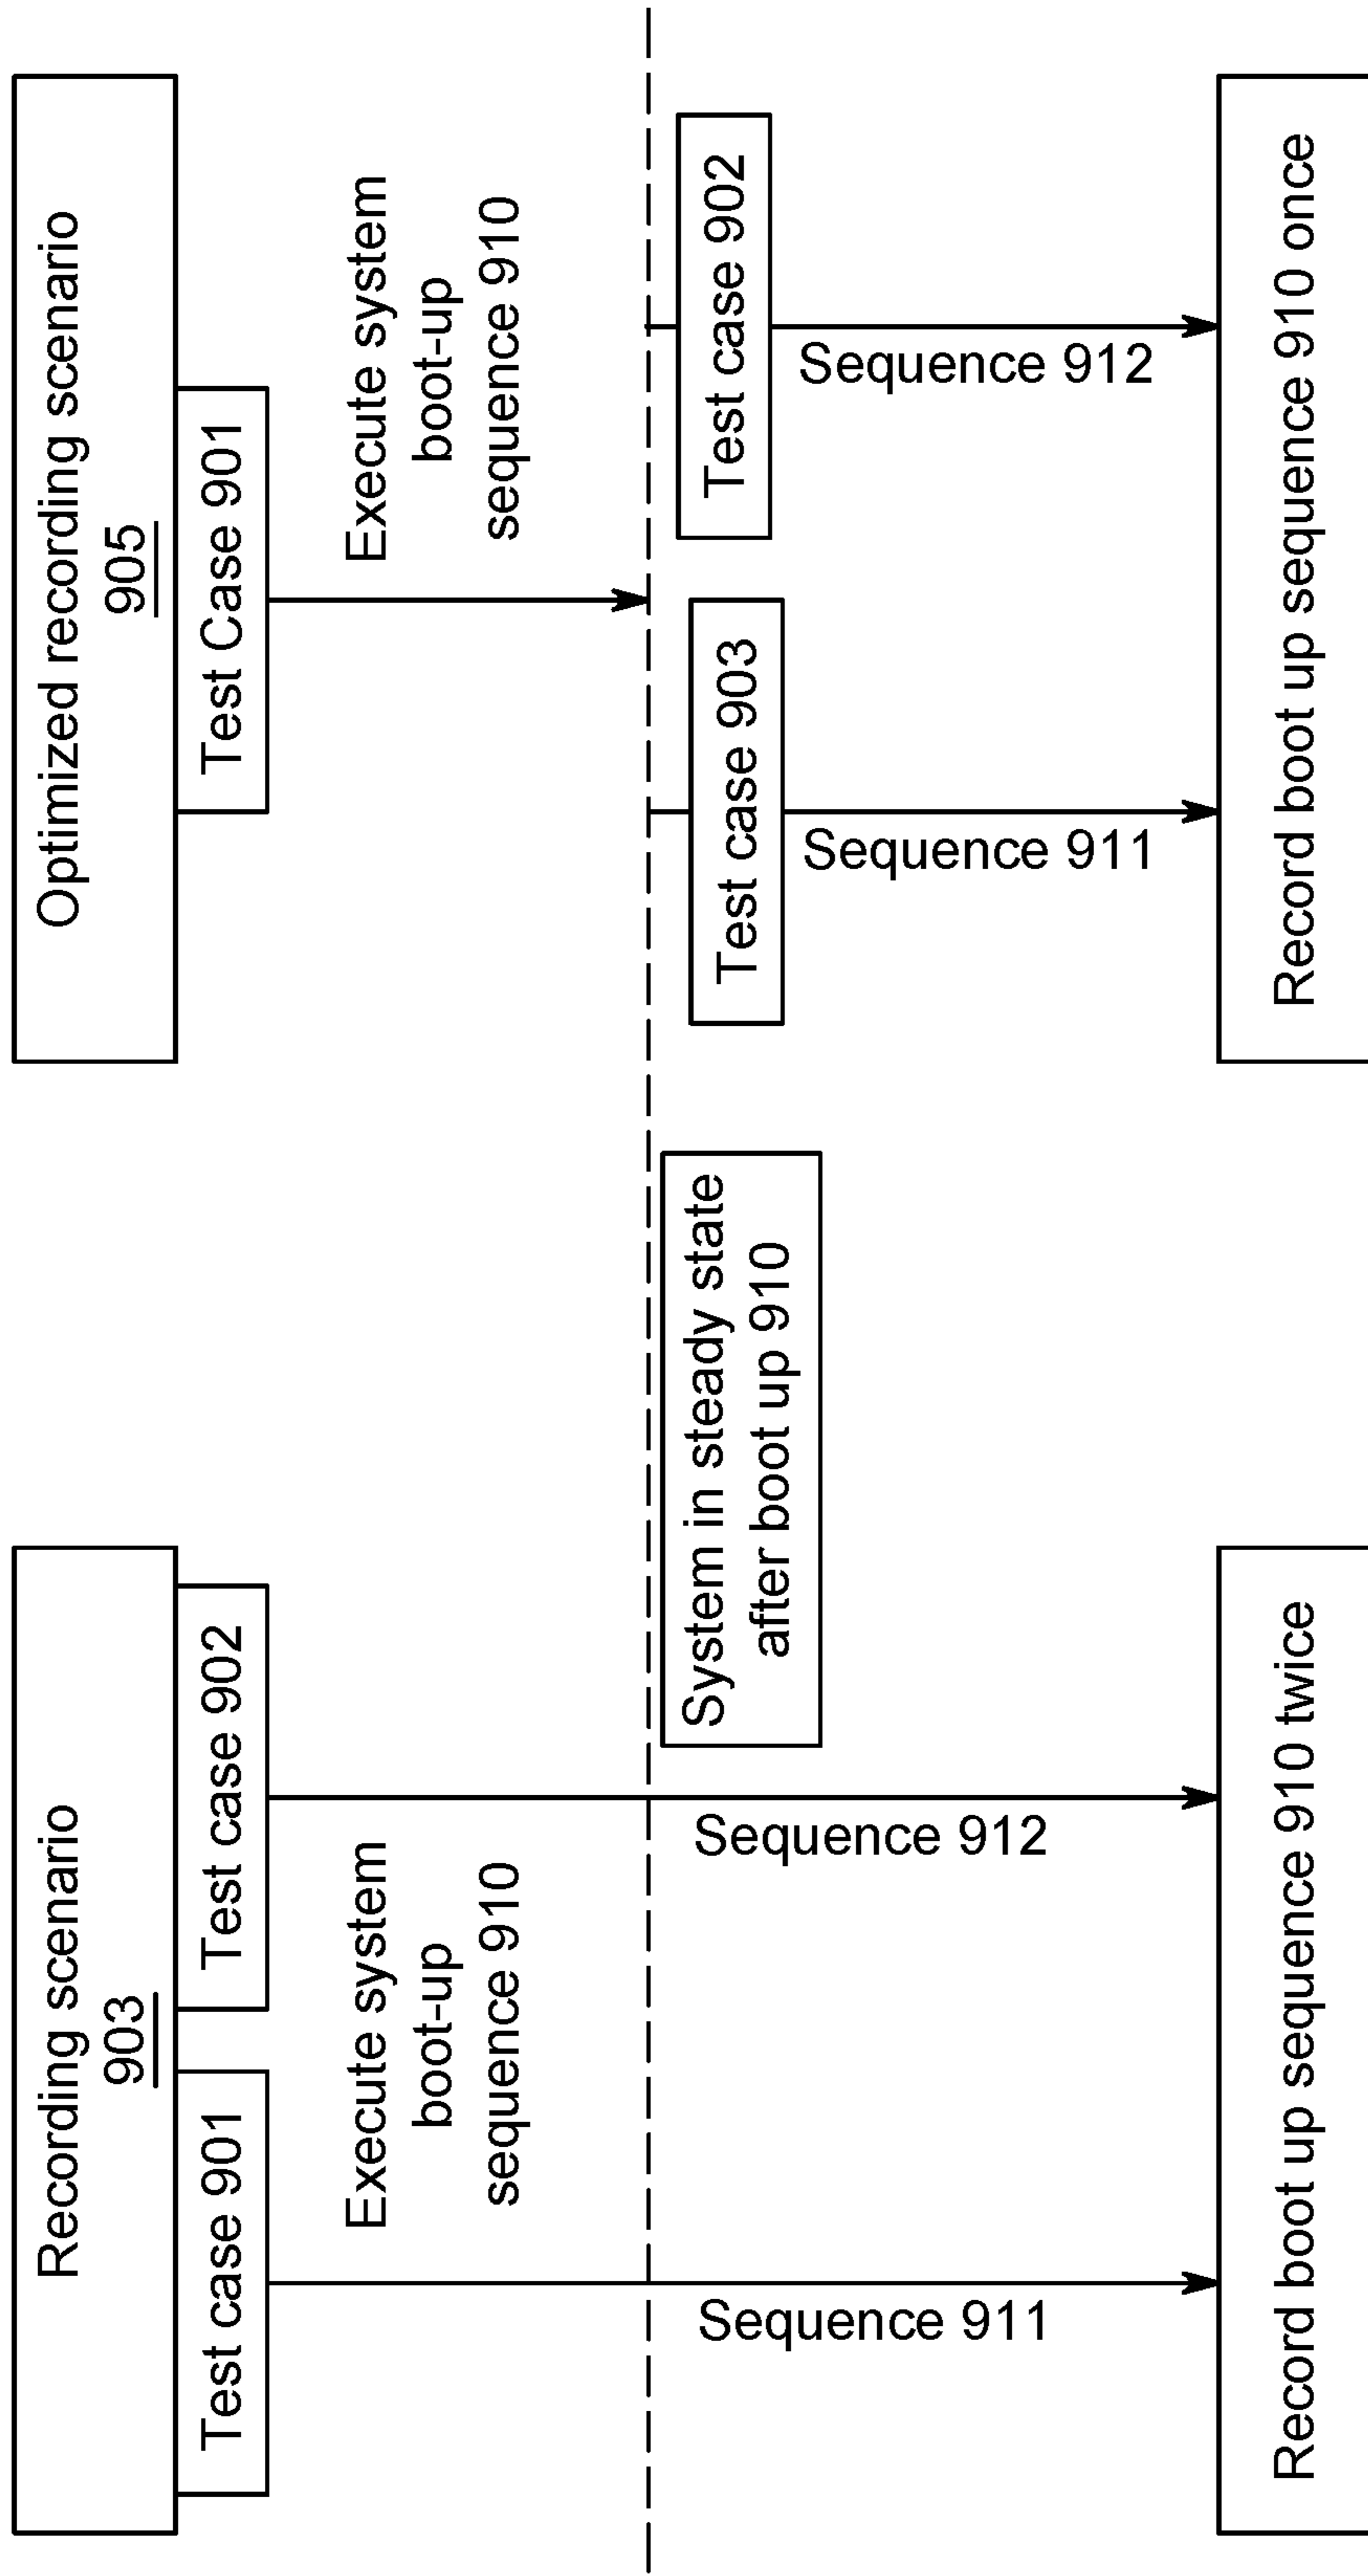 Recording scenario
903
Test case 901
Test case 902
Execute system
boot-up
sequence 910
Sequence 911
Sequence 912
Record boot up sequence 910 twice
System in steady state
after boot up 910
Optimized recording scenario
905
Test Case 901
Execute system
boot-up
sequence 910
Test case 903
Test case 902
Sequence 911
Sequence 912
Record boot up sequence 910 once